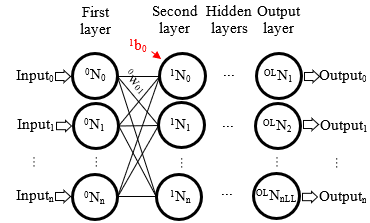 First layer
Second layer
Hidden layers
Output layer
¹b₀
⁰W₀₁
Input₀ ⁰N₀ ¹N₀ ... ᴼᴸN₁ Output₀
Input₁ ⁰N₁ ¹N₁ ... ᴼᴸN₂ Output₁
⋮ ⋮ ⋮ ⋮ ⋮
Inputₙ ⁰Nₙ ¹Nₙ ... ᴼᴸNₙLL Outputₙ